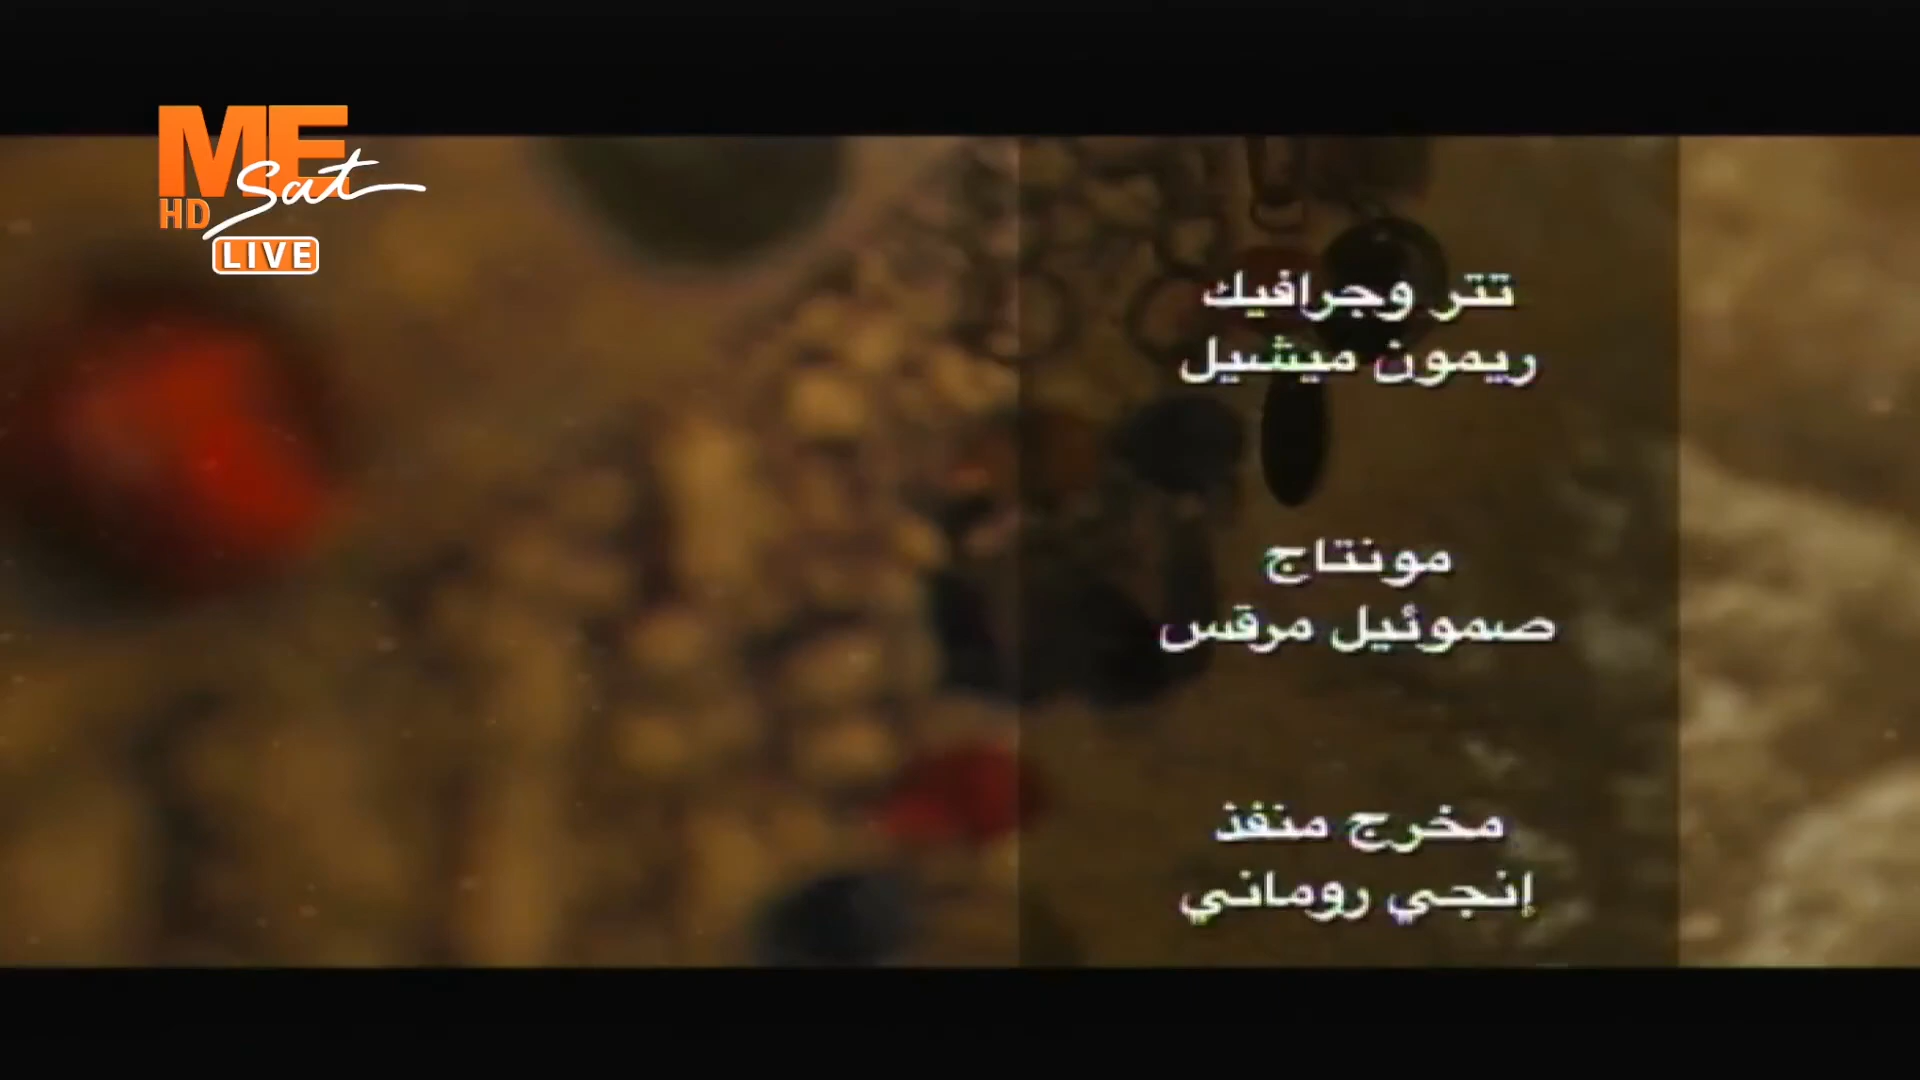 ME
Sat
HD
LIVE
تتر وجرافيك
ريمون ميشيل
مونتاج
صموئيل مرقس
مخرج منفذ
إنجي روماني